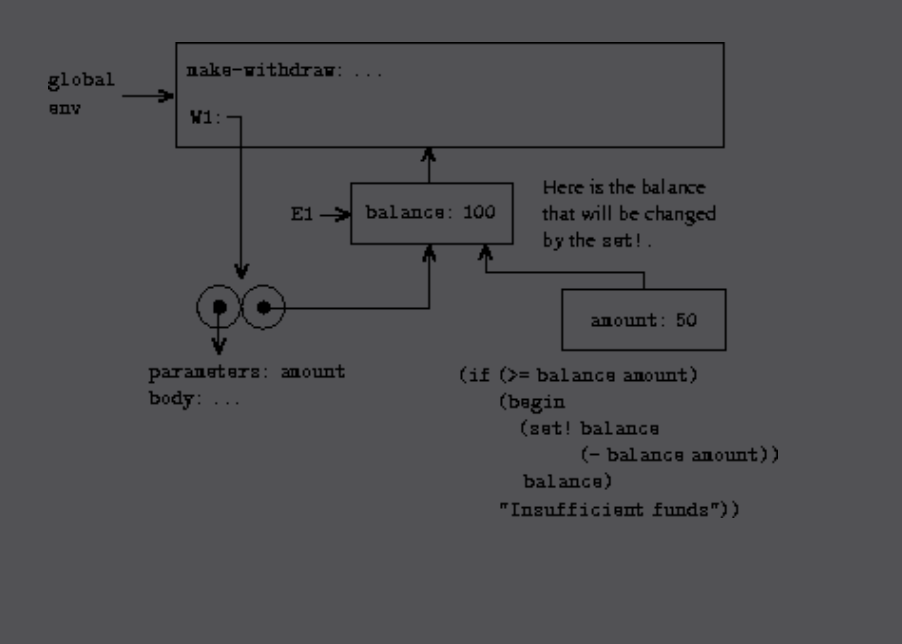 make-withdraw: ...
global
env
W1:
Here is the balance
that will be changed
by the set! .
E1
balance: 100
amount: 50
parameters: amount
body: ...
(if (>= balance amount)
(begin
(set! balance
(- balance amount))
balance)
"Insufficient funds"))